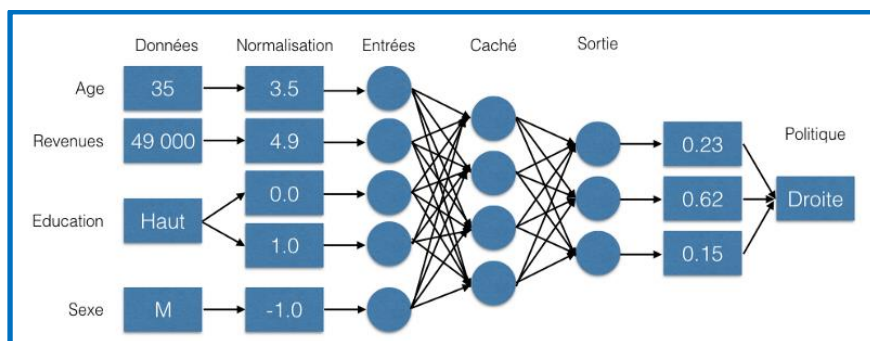 Données Normalisation Entrées Caché Sortie
Age 35 3.5
Revenues 49 000 4.9 0.23 Politique
Education Haut 0.0 0.62 Droite
1.0 0.15
Sexe M -1.0